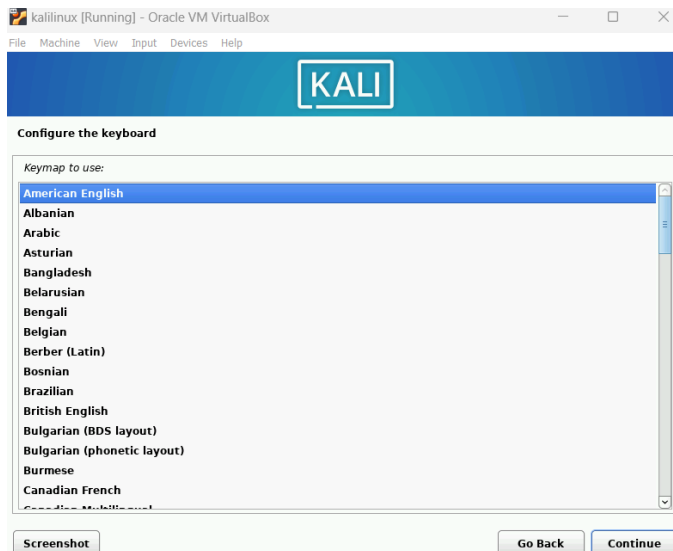 kalilinux [Running] - Oracle VM VirtualBox
File Machine View Input Devices Help
KALI
Configure the keyboard
Keymap to use:
American English
Albanian
Arabic
Asturian
Bangladesh
Belarusian
Bengali
Belgian
Berber (Latin)
Bosnian
Brazilian
British English
Bulgarian (BDS layout)
Bulgarian (phonetic layout)
Burmese
Canadian French
Canadian Multilingual
Screenshot Go Back Continue